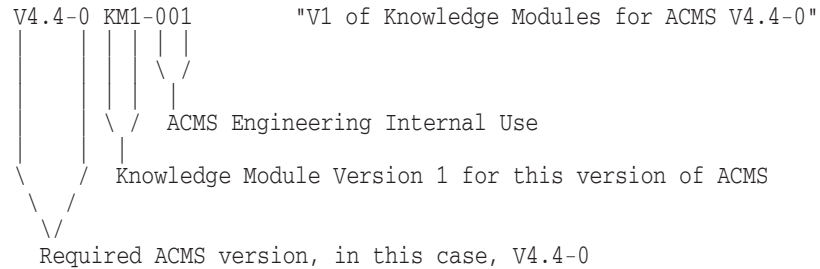 V4.4-0 KM1-001 "V1 of Knowledge Modules for ACMS V4.4-0"
ACMS Engineering Internal Use
Knowledge Module Version 1 for this version of ACMS
Required ACMS version, in this case, V4.4-0